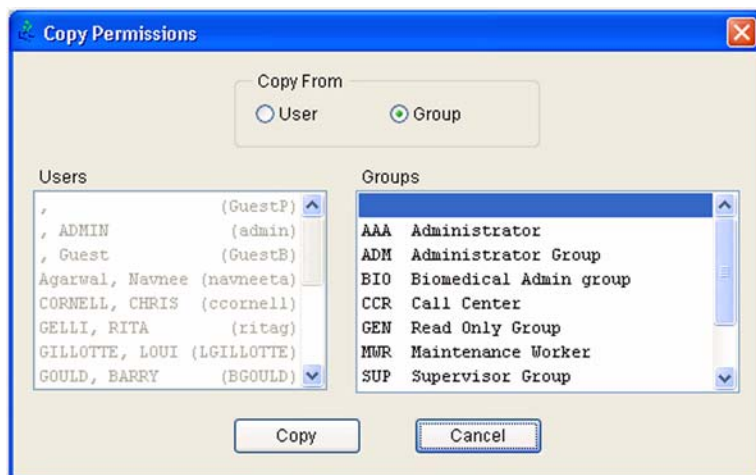 Copy Permissions
Copy From
User
Group
Users
, (GuestP)
, ADMIN (admin)
, Guest (GuestB)
Agarwal, Navnee (navneeta)
CORNELL, CHRIS (ccornell)
GELLI, RITA (ritag)
GILLOTTE, LOUI (LGILLOTTE)
GOULD, BARRY (BGOULD)
Groups
AAA Administrator
ADM Administrator Group
BIO Biomedical Admin group
CCR Call Center
GEN Read Only Group
MWR Maintenance Worker
SUP Supervisor Group
Copy
Cancel